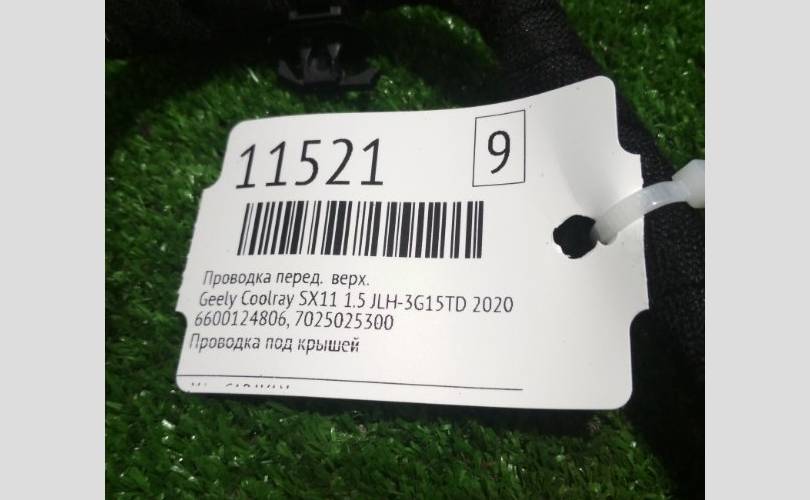 11521
9
Проводка перед. верх.
Geely Coolray SX11 1.5 JLH-3G15TD 2020
6600124806, 7025025300
Проводка под крышей